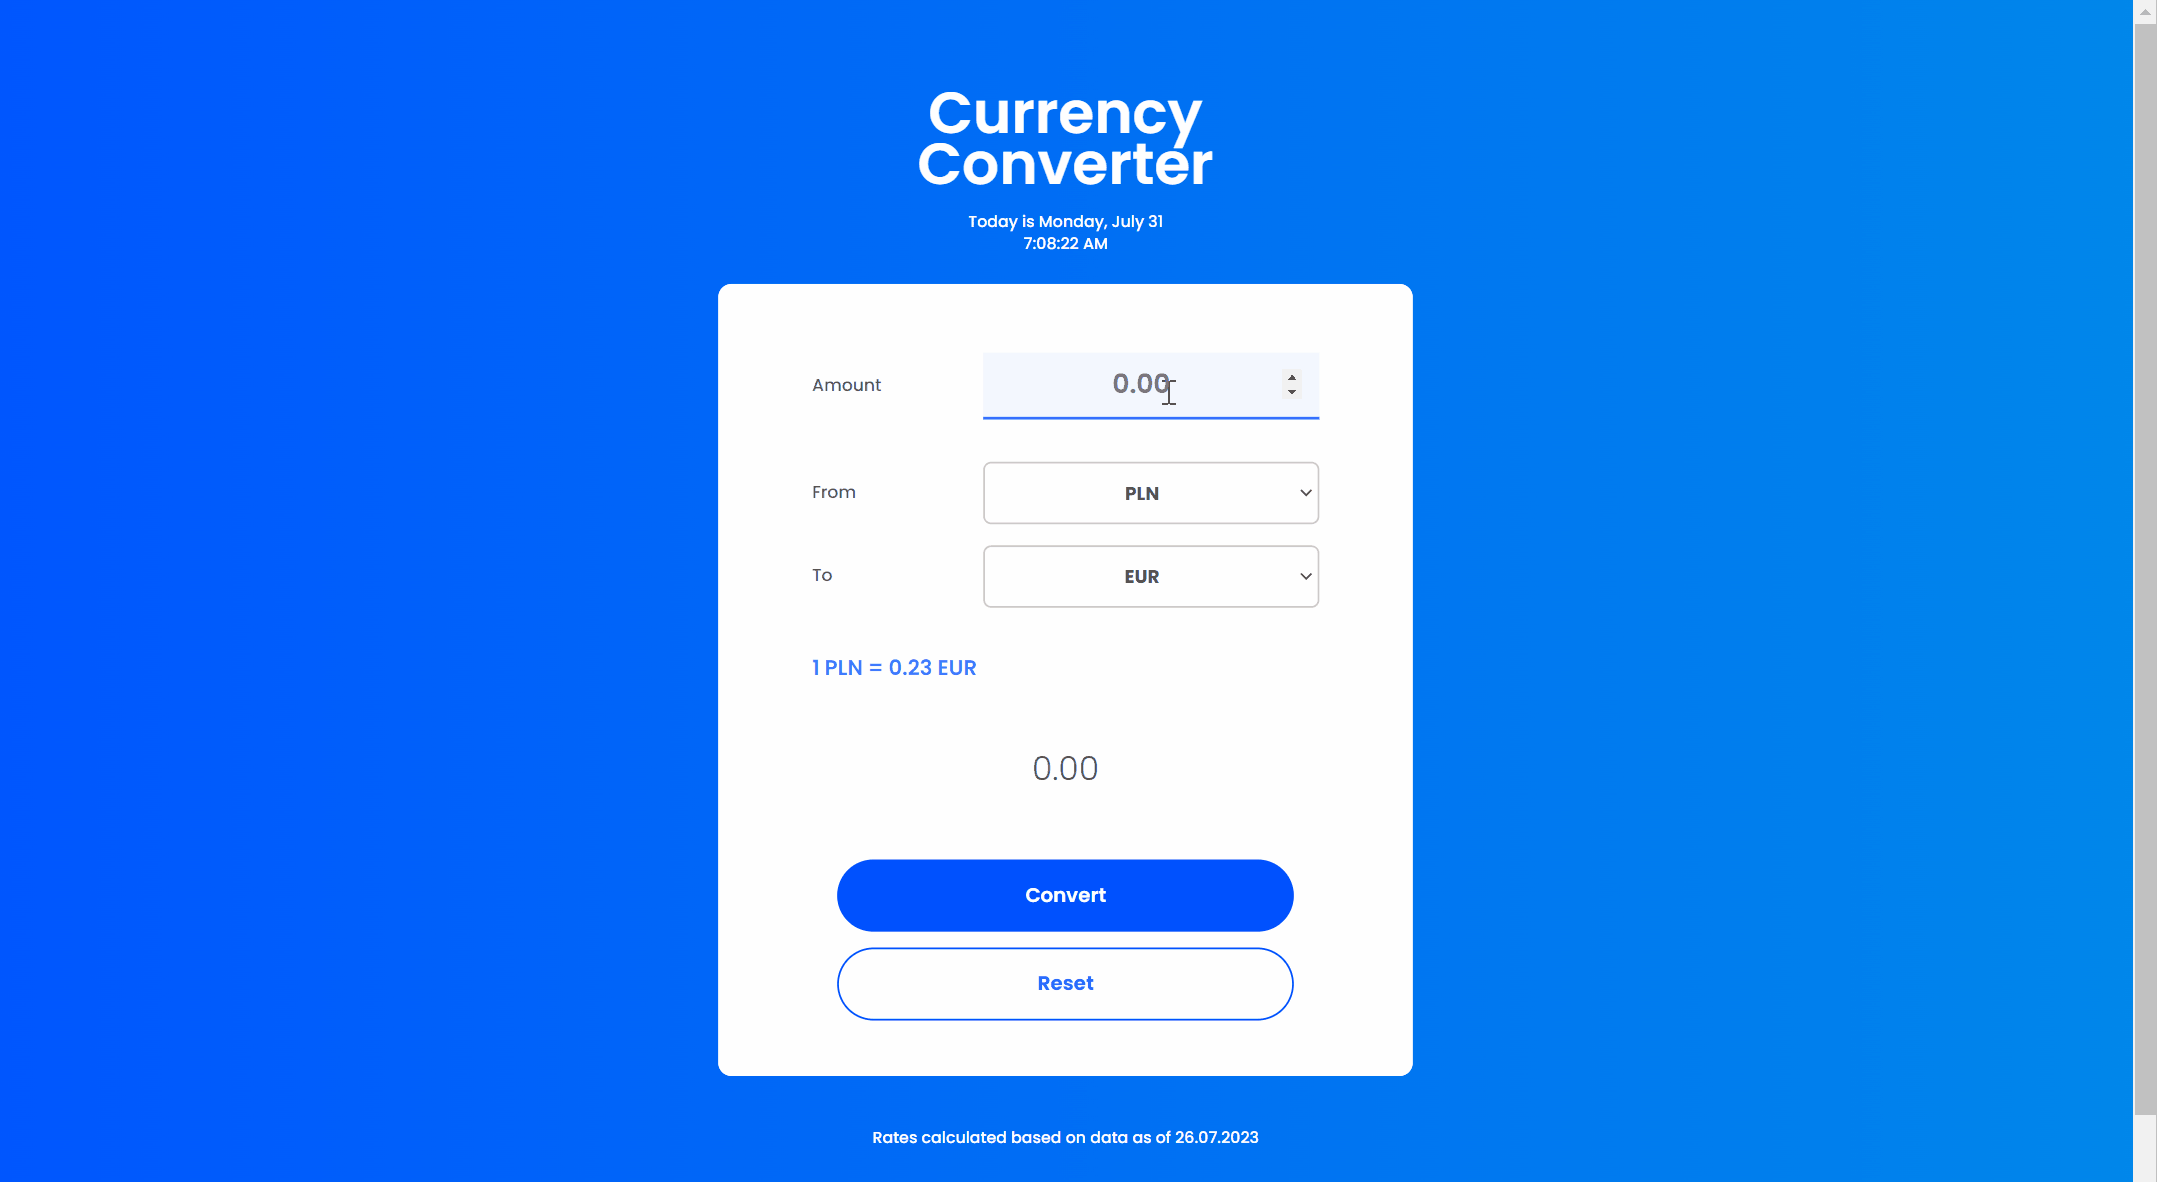 Currency
Converter
Today is Monday, July 31
7:08:22 AM
Amount
0.00
From
PLN
To
EUR
1 PLN = 0.23 EUR
0.00
Convert
Reset
Rates calculated based on data as of 26.07.2023